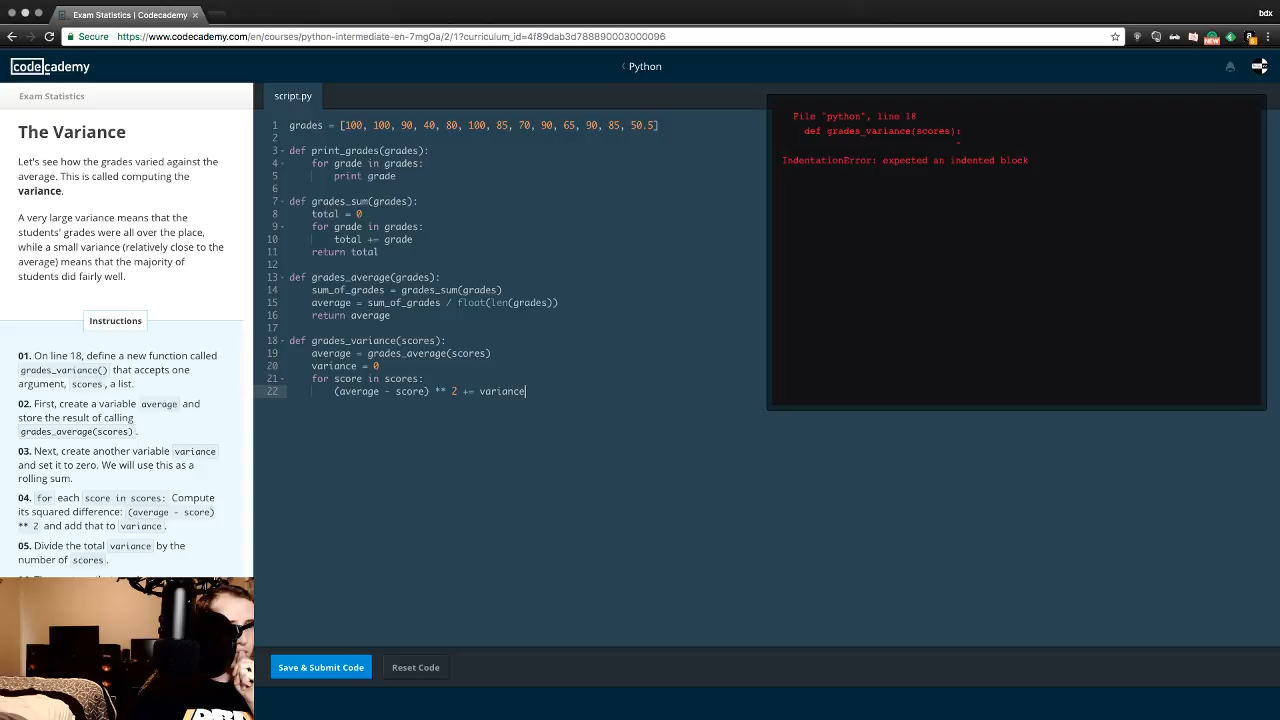 Exam Statistics | Codecademy
bdx
Secure https://www.codecademy.com/en/courses/python-intermediate-en-7mgOa/2/1?curriculum_id=4f89dab3d788890003000096
NEW
codecademy
Python
Exam Statistics
The Variance
Let's see how the grades varied against the
average. This is called computing the
variance.
A very large variance means that the
students' grades were all over the place,
while a small variance (relatively close to the
average) means that the majority of
students did fairly well.
Instructions
01. On line 18, define a new function called
grades_variance() that accepts one
argument, scores, a list.
02. First, create a variable average and
store the result of calling
grades_average(scores).
03. Next, create another variable variance
and set it to zero. We will use this as a
rolling sum.
04. for each score in scores: Compute
its squared difference: (average - score)
** 2 and add that to variance.
05. Divide the total variance by the
number of scores.
script.py
1 grades = [100, 100, 90, 40, 80, 100, 85, 70, 90, 65, 90, 85, 50.5]
2
3 def print_grades(grades):
4 for grade in grades:
5 print grade
6
7 def grades_sum(grades):
8 total = 0
9 for grade in grades:
10 total += grade
11 return total
12
13 def grades_average(grades):
14 sum_of_grades = grades_sum(grades)
15 average = sum_of_grades / float(len(grades))
16 return average
17
18 def grades_variance(scores):
19 average = grades_average(scores)
20 variance = 0
21 for score in scores:
22 (average - score) ** 2 += variance
File "python", line 18
def grades_variance(scores):
^
IndentationError: expected an indented block
Save & Submit Code
Reset Code